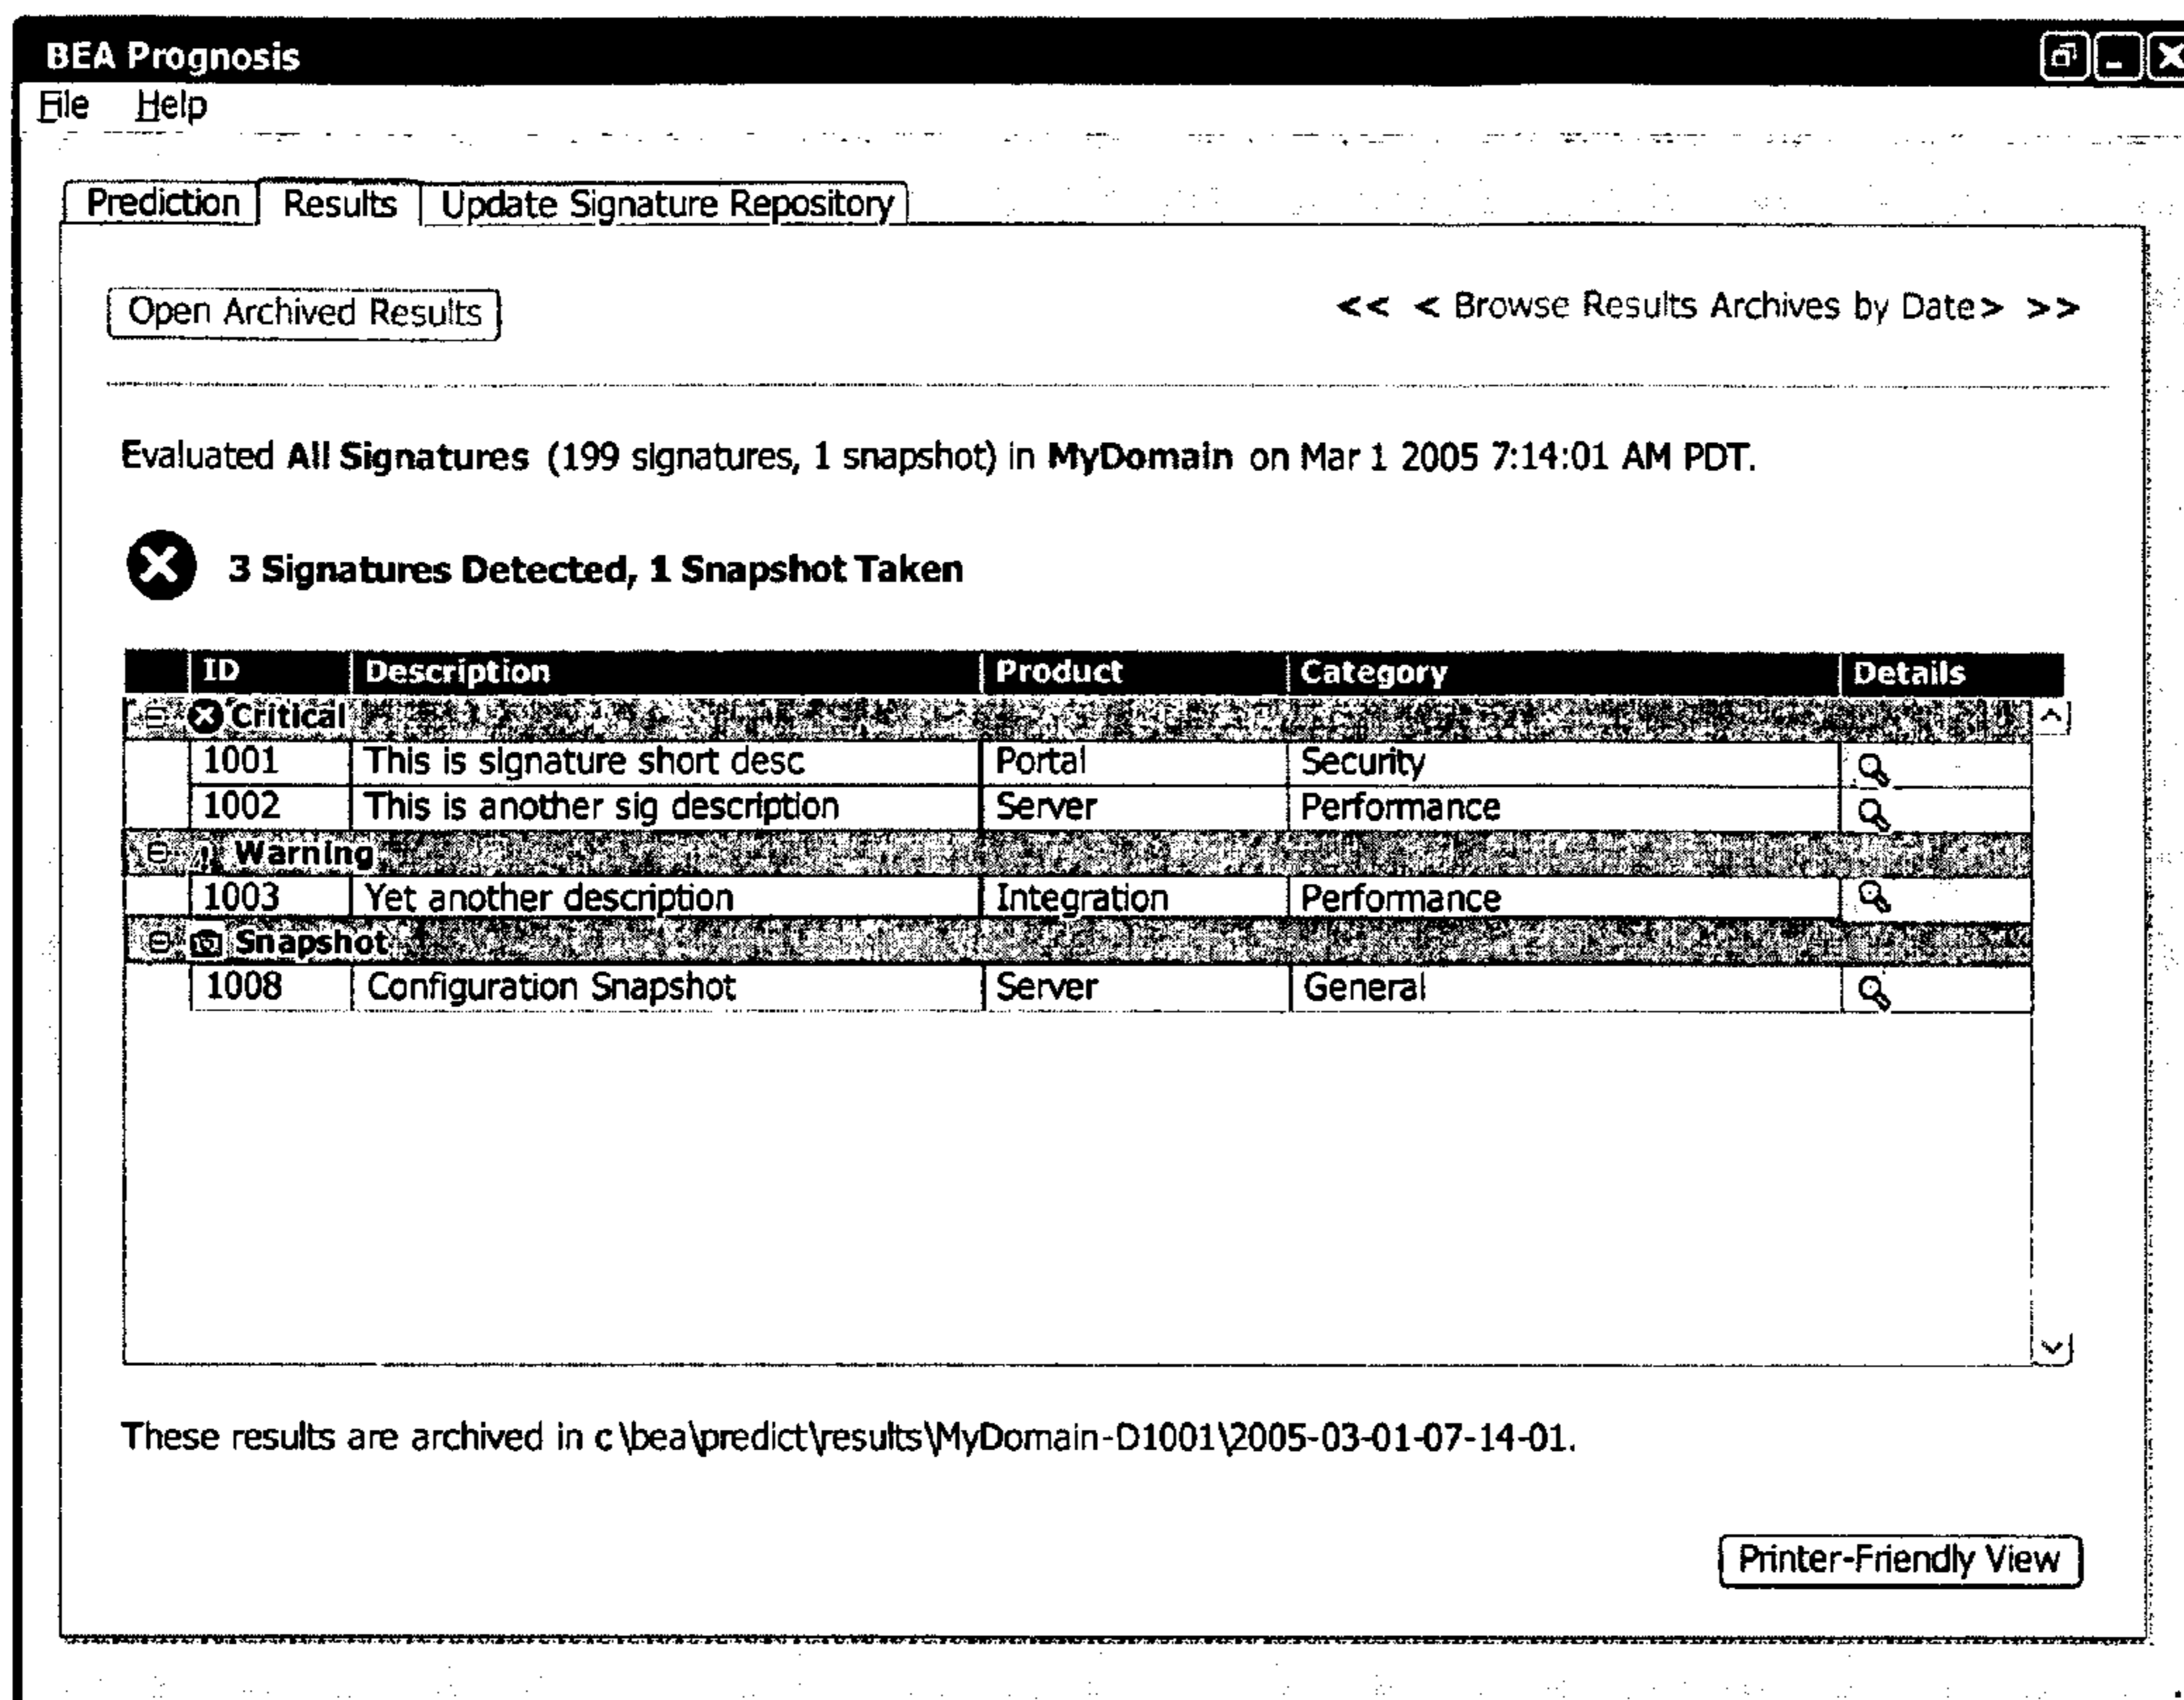 BEA Prognosis
File Help
Prediction Results Update Signature Repository
Open Archived Results << < Browse Results Archives by Date> >>
Evaluated All Signatures (199 signatures, 1 snapshot) in MyDomain on Mar 1 2005 7:14:01 AM PDT.
3 Signatures Detected, 1 Snapshot Taken
ID Description Product Category Details
Critical
1001 This is signature short desc Portal Security
1002 This is another sig description Server Performance
Warning
1003 Yet another description Integration Performance
Snapshot
1008 Configuration Snapshot Server General
These results are archived in c\bea\predict\results\MyDomain-D1001\2005-03-01-07-14-01.
Printer-Friendly View